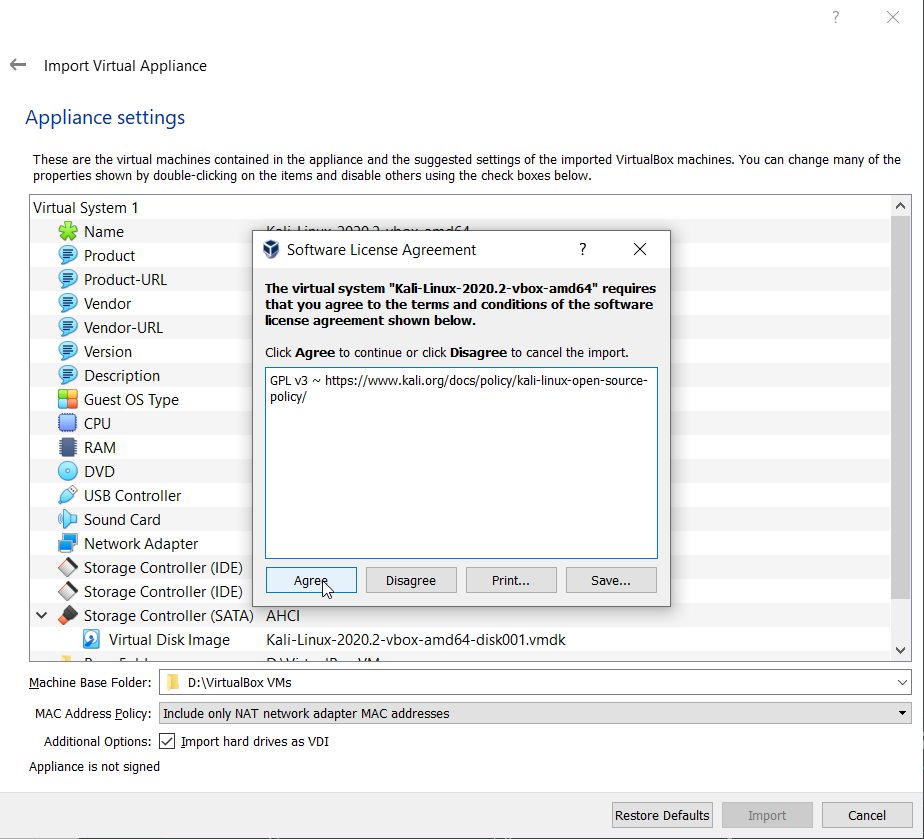 ?
Import Virtual Appliance
Appliance settings
These are the virtual machines contained in the appliance and the suggested settings of the imported VirtualBox machines. You can change many of the
properties shown by double-clicking on the items and disable others using the check boxes below.
Virtual System 1
Name Kali-Linux-2020.2-vbox-amd64
Product
Product-URL
Vendor
Vendor-URL
Version
Description
Guest OS Type
CPU
RAM
DVD
USB Controller
Sound Card
Network Adapter
Storage Controller (IDE)
Storage Controller (IDE)
Storage Controller (SATA) AHCI
Virtual Disk Image Kali-Linux-2020.2-vbox-amd64-disk001.vmdk
Base Folder D:\VirtualBox VMs
Software License Agreement ?
The virtual system "Kali-Linux-2020.2-vbox-amd64" requires
that you agree to the terms and conditions of the software
license agreement shown below.
Click Agree to continue or click Disagree to cancel the import.
GPL v3 ~ https://www.kali.org/docs/policy/kali-linux-open-source-
policy/
Agree Disagree Print... Save...
Machine Base Folder: D:\VirtualBox VMs
MAC Address Policy: Include only NAT network adapter MAC addresses
Additional Options: Import hard drives as VDI
Appliance is not signed
Restore Defaults Import Cancel